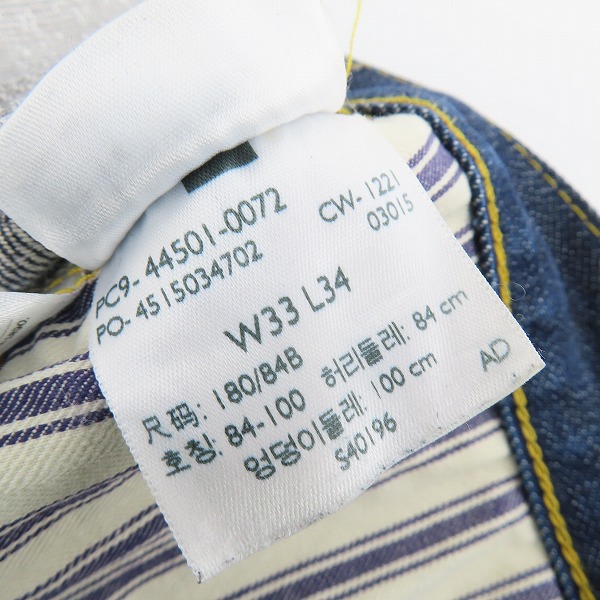 PC9- 44501-0072 CW- 1221
PO- 4515034702 03015
W33 L34
尺码: 180/84B
호칭: 84-100 허리둘레: 84 cm
엉덩이둘레: 100 cm AD
S40196